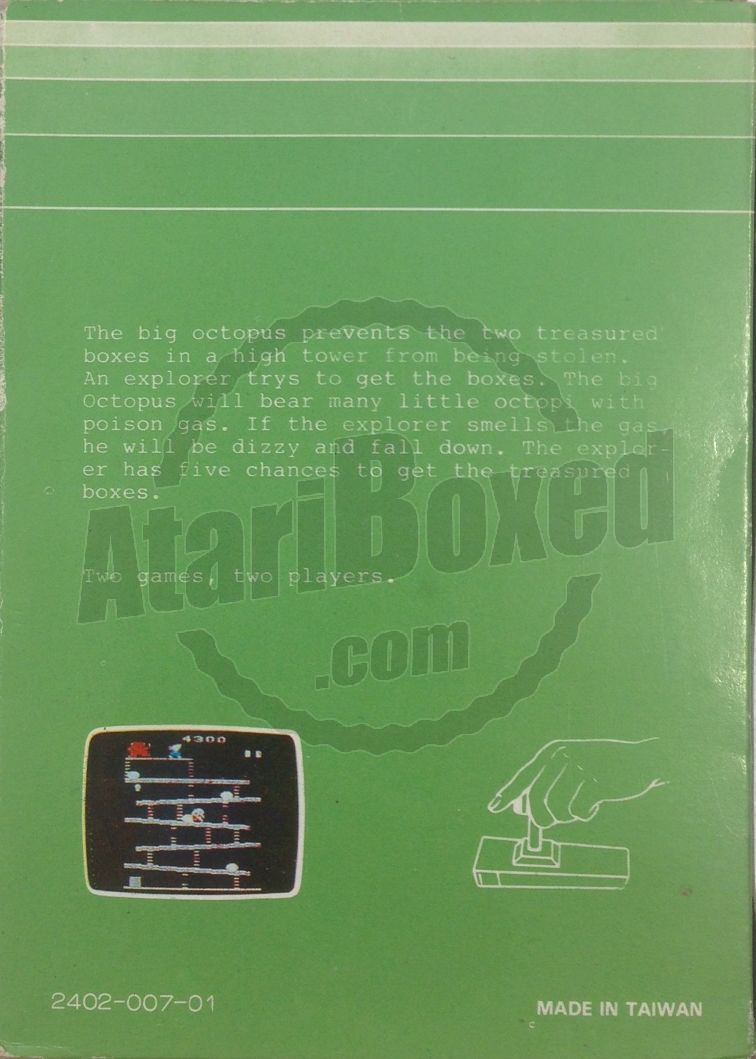 The big octopus prevents the two treasured
boxes in a high tower from being stolen.
An explorer trys to get the boxes. The big
Octopus will bear many little octopi with
poison gas. If the explorer smells the gas
he will be dizzy and fall down. The explor-
er has five chances to get the treasured
boxes.
AtariBoxed
Two games, two players.
.com
4300
2402-007-01
MADE IN TAIWAN